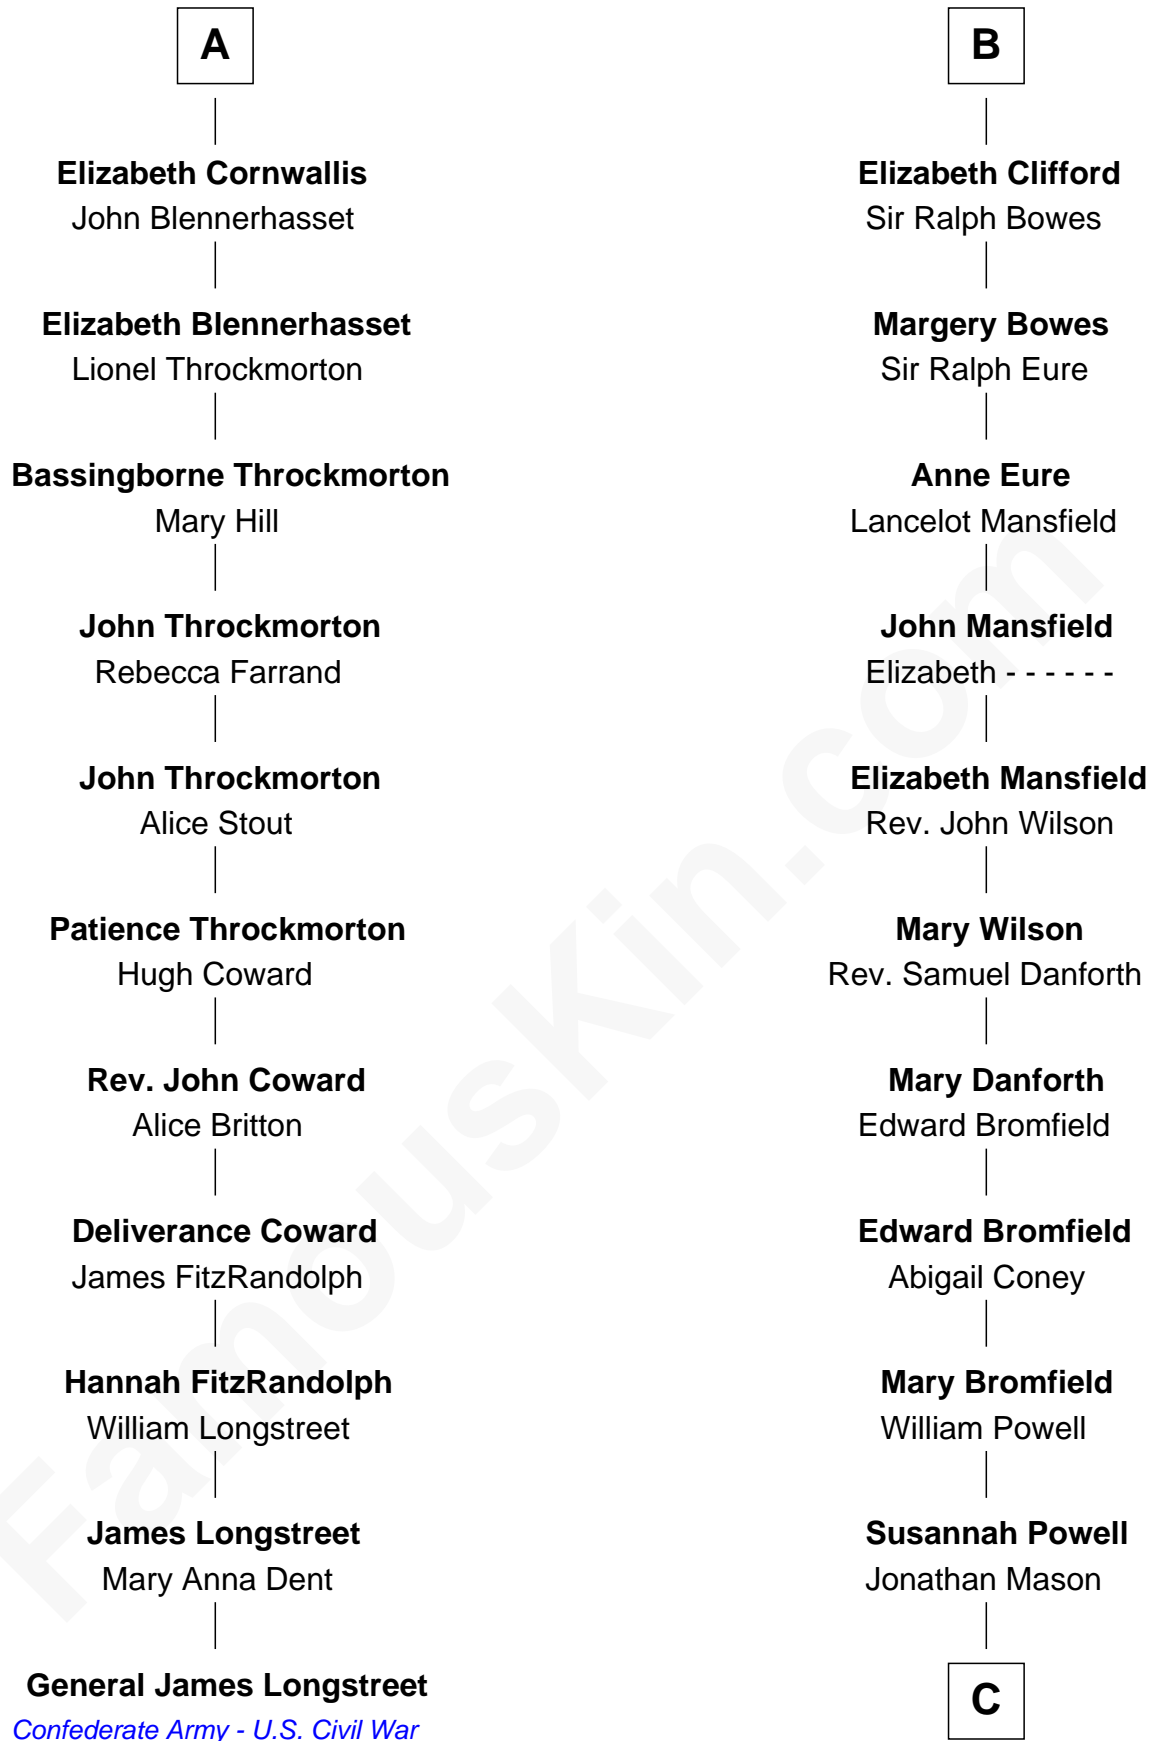 A
Elizabeth Cornwallis
John Blennerhasset
Elizabeth Blennerhasset
Lionel Throckmorton
Bassingborne Throckmorton
Mary Hill
John Throckmorton
Rebecca Farrand
John Throckmorton
Alice Stout
Patience Throckmorton
Hugh Coward
Rev. John Coward
Alice Britton
Deliverance Coward
James FitzRandolph
Hannah FitzRandolph
William Longstreet
James Longstreet
Mary Anna Dent
General James Longstreet
Confederate Army - U.S. Civil War
B
Elizabeth Clifford
Sir Ralph Bowes
Margery Bowes
Sir Ralph Eure
Anne Eure
Lancelot Mansfield
John Mansfield
Elizabeth - - - - - -
Elizabeth Mansfield
Rev. John Wilson
Mary Wilson
Rev. Samuel Danforth
Mary Danforth
Edward Bromfield
Edward Bromfield
Abigail Coney
Mary Bromfield
William Powell
Susannah Powell
Jonathan Mason
C
FamousKin.com